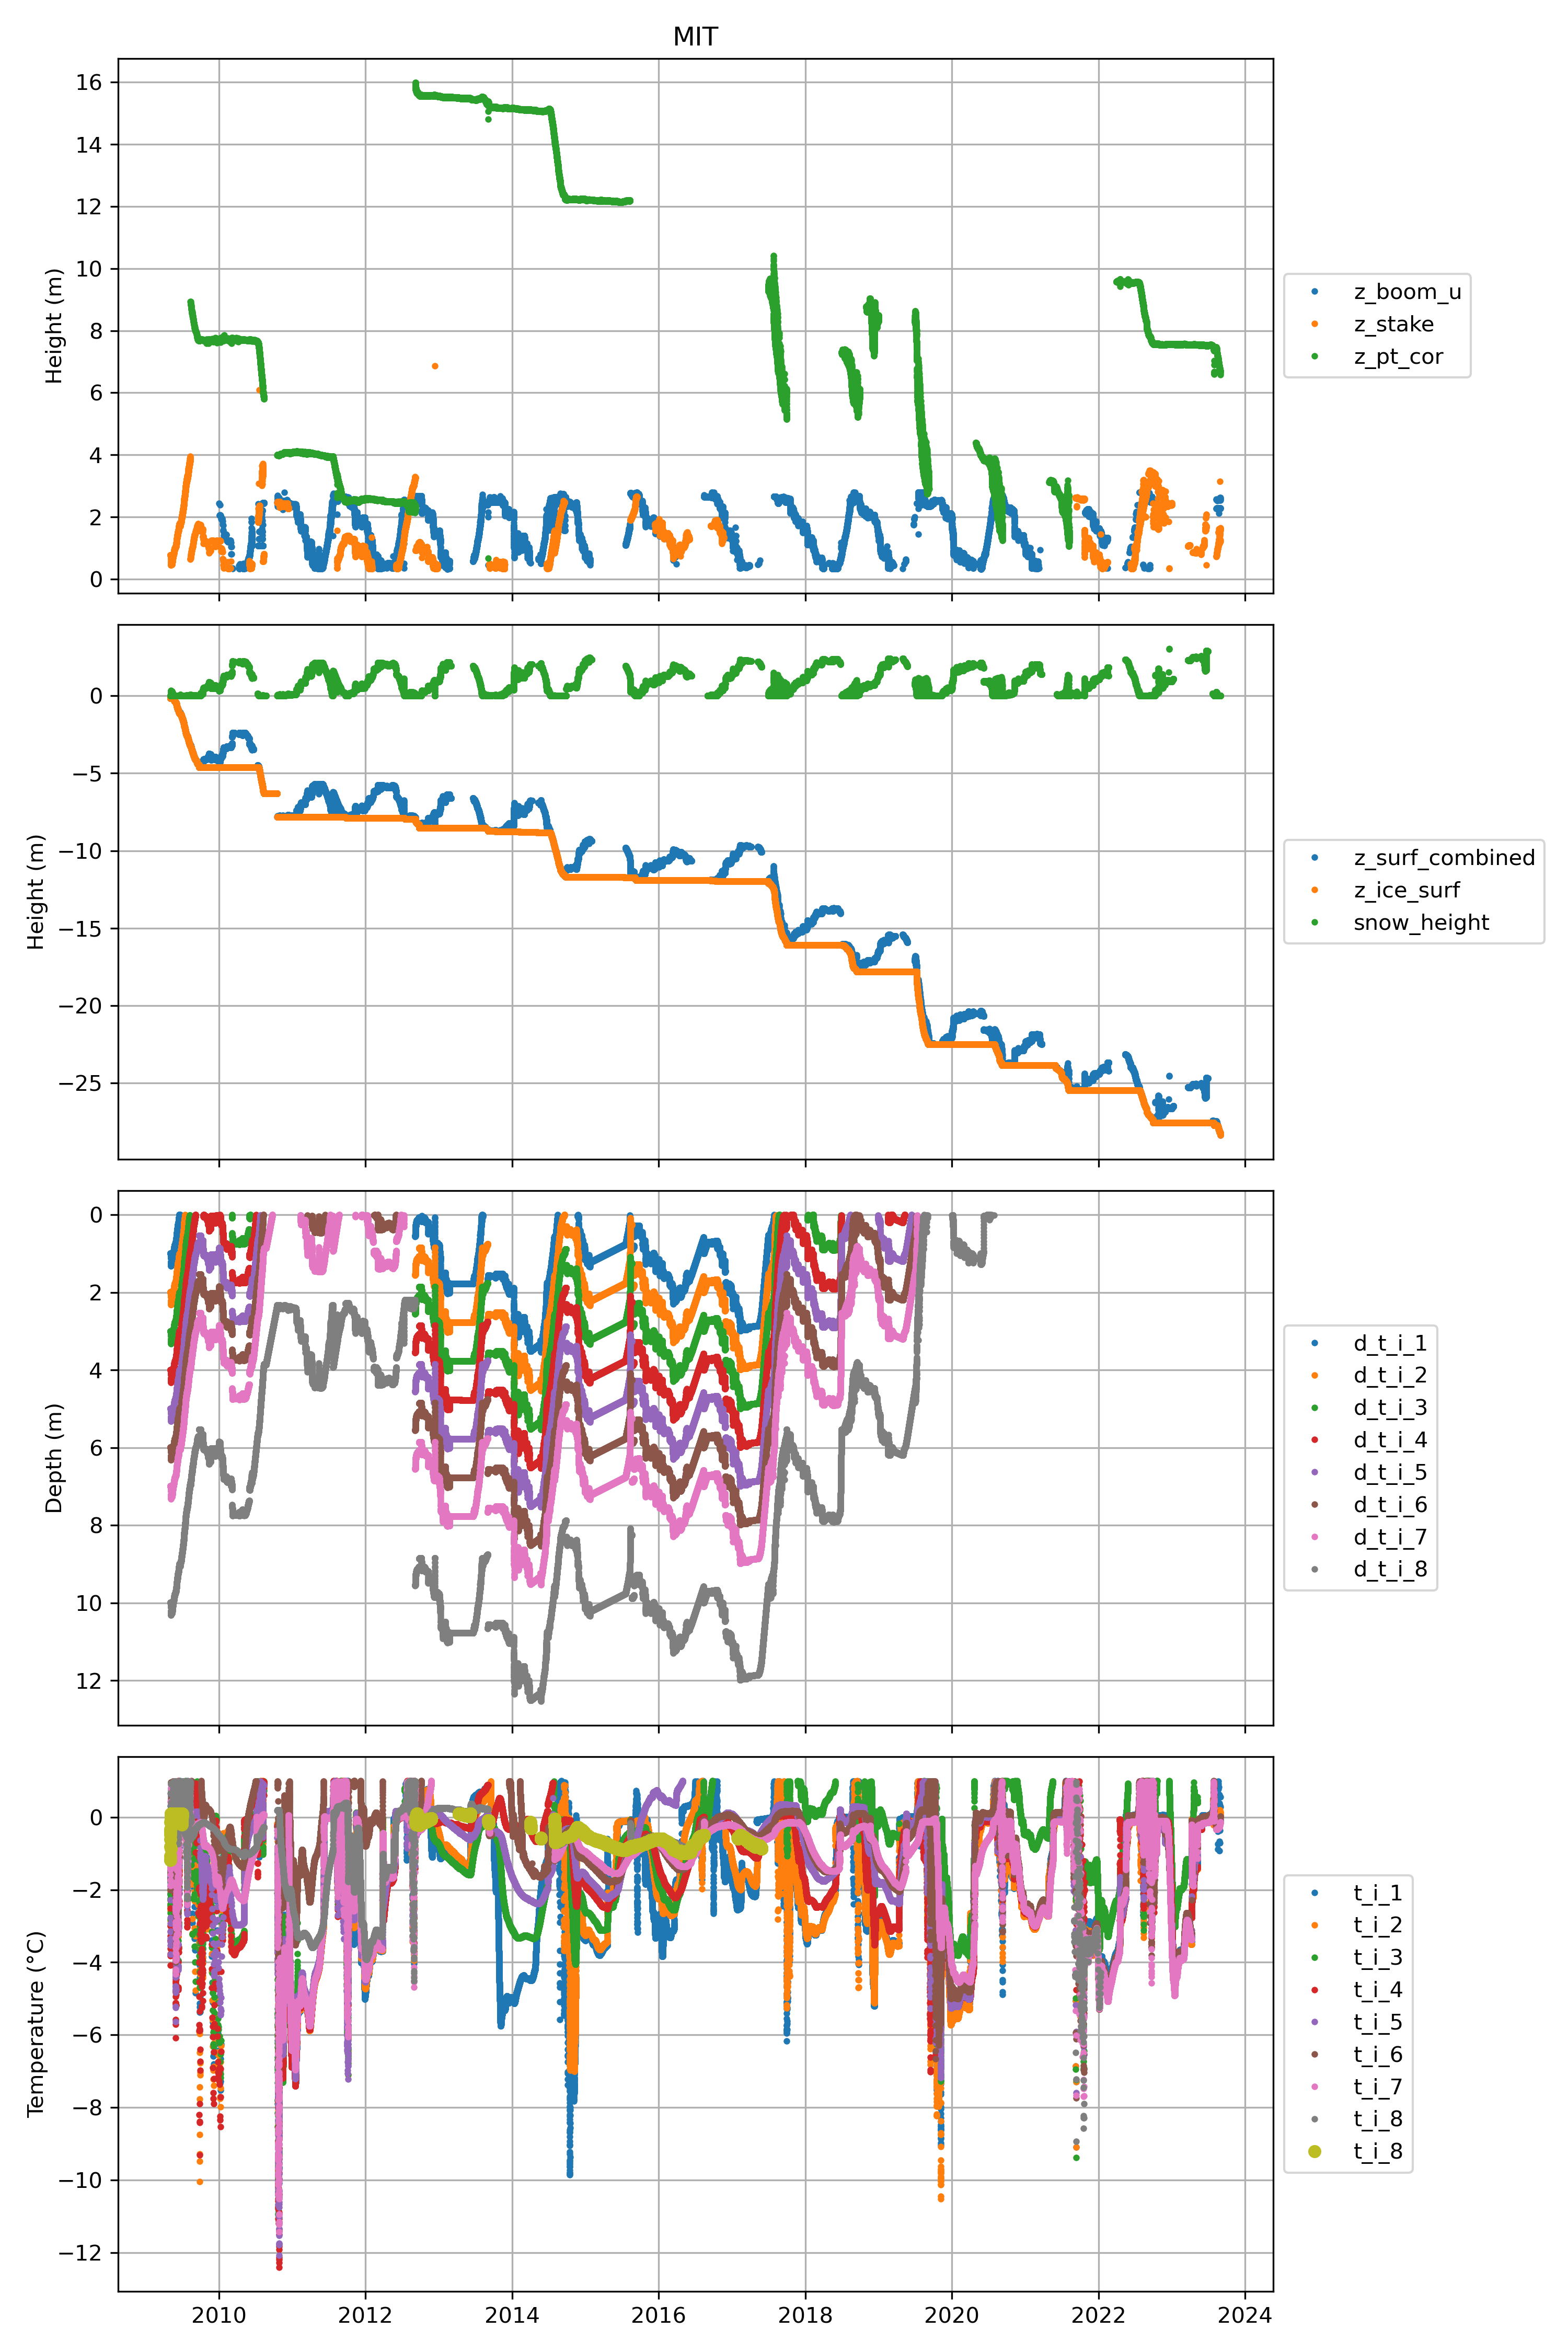 MIT
16
14
12
10
8
6
4
2
0
Height (m)
z_boom_u
z_stake
z_pt_cor
0
−5
−10
−15
−20
−25
Height (m)
z_surf_combined
z_ice_surf
snow_height
0
2
4
6
8
10
12
Depth (m)
d_t_i_1
d_t_i_2
d_t_i_3
d_t_i_4
d_t_i_5
d_t_i_6
d_t_i_7
d_t_i_8
0
−2
−4
−6
−8
−10
−12
Temperature (°C)
t_i_1
t_i_2
t_i_3
t_i_4
t_i_5
t_i_6
t_i_7
t_i_8
t_i_8
2010 2012 2014 2016 2018 2020 2022 2024